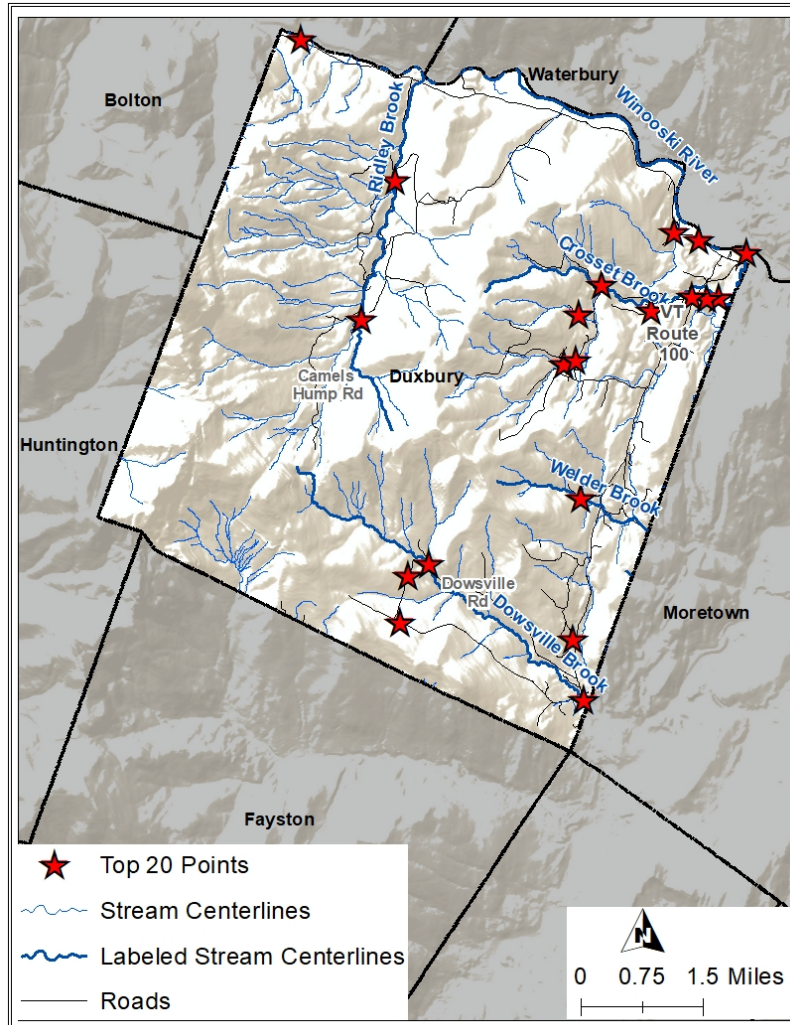 Waterbury
Bolton
Ridley Brook
Winooski River
Crosset Brook
VT
Route
100
Camels
Hump Rd
Duxbury
Huntington
Welder Brook
Dowsville
Rd
Dowsville Brook
Moretown
Fayston
Top 20 Points
Stream Centerlines
Labeled Stream Centerlines
Roads
N
0 0.75 1.5 Miles